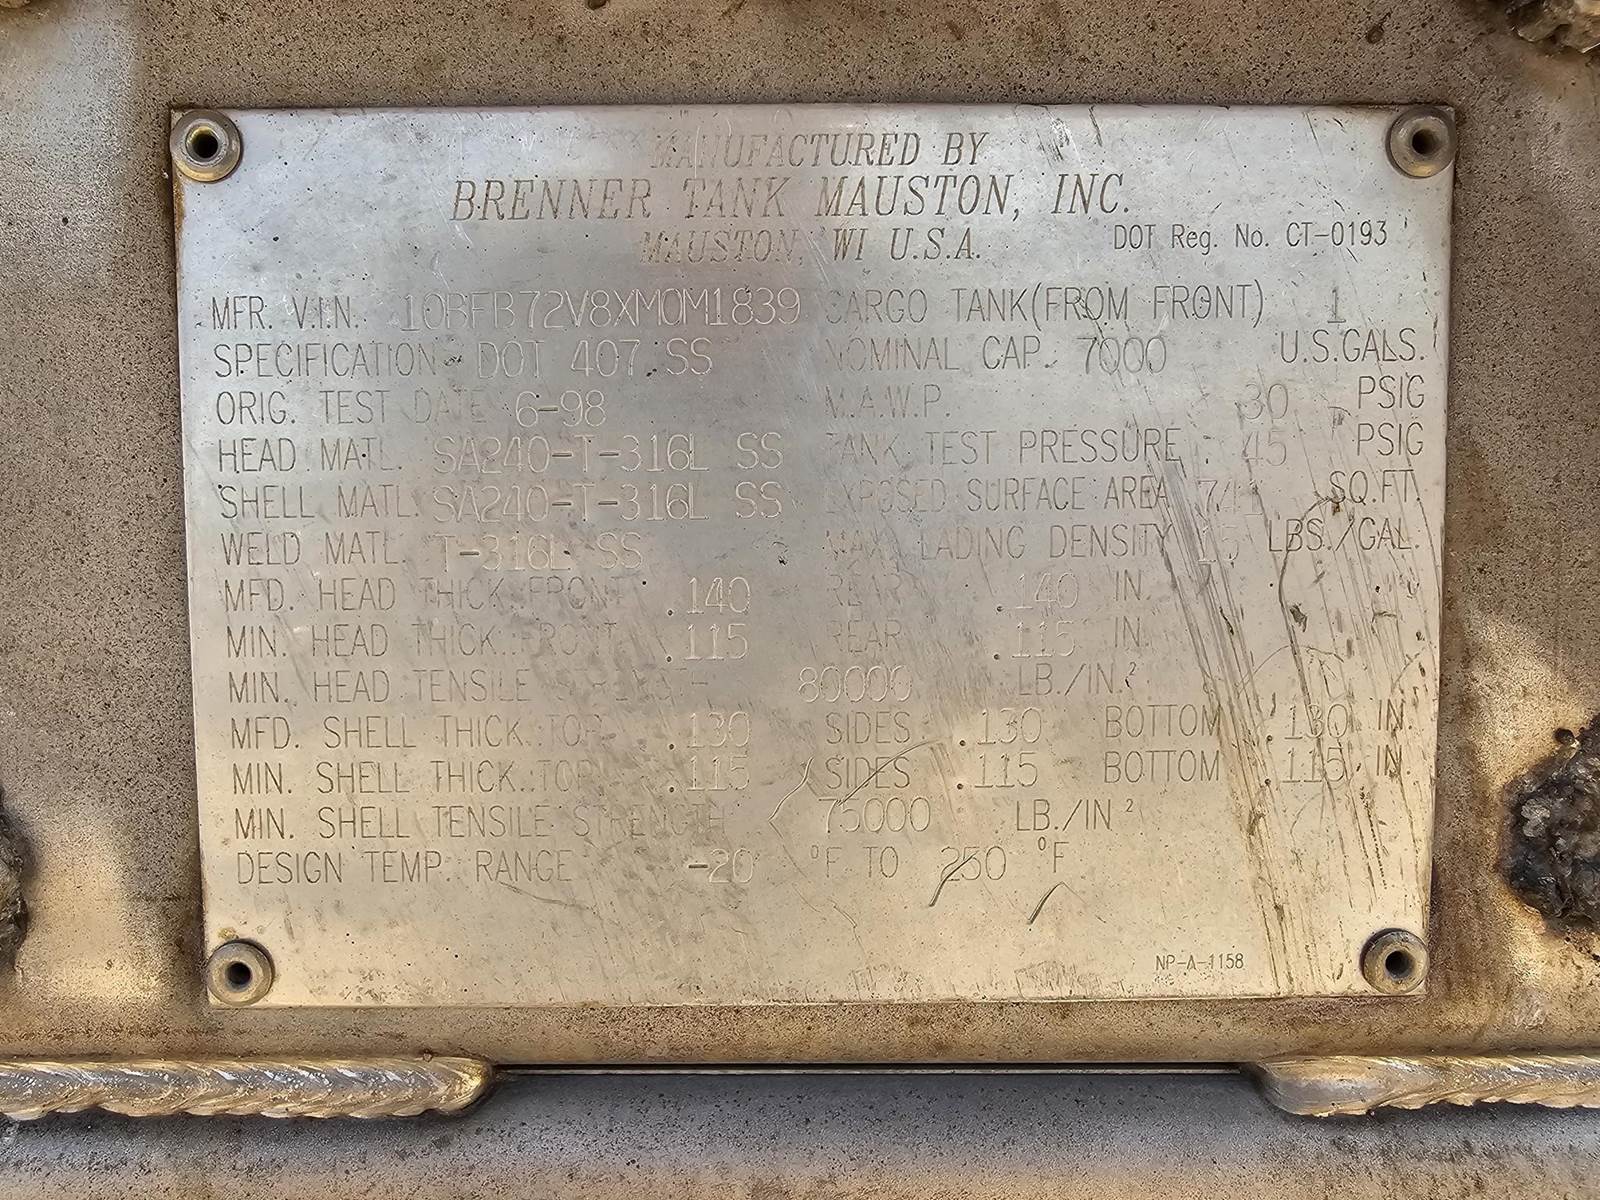 MANUFACTURED BY
BRENNER TANK MAUSTON, INC.
MAUSTON, WI U.S.A.
DOT Reg. No. CT-0193
MFR. V.I.N. 10BFB72V8XM0M1839 CARGO TANK(FROM FRONT) 1
SPECIFICATION DOT 407 SS NOMINAL CAP. 7000 U.S.GALS.
ORIG. TEST DATE 6-98 M.A.W.P. 30 PSIG
HEAD MATL. SA240-T-316L SS TANK TEST PRESSURE 45 PSIG
SHELL MATL. SA240-T-316L SS EXPOSED SURFACE AREA 741 SQ.FT.
WELD MATL. T-316L SS MAX. LADING DENSITY 15 LBS./GAL.
MFD. HEAD THICK.:FRONT .140 REAR .140 IN.
MIN. HEAD THICK.:FRONT .115 REAR .115 IN.
MIN. HEAD TENSILE STRENGTH 80000 LB./IN.²
MFD. SHELL THICK.:TOP .130 SIDES .130 BOTTOM .130 IN.
MIN. SHELL THICK.:TOP .115 SIDES .115 BOTTOM .115 IN.
MIN. SHELL TENSILE STRENGTH 75000 LB./IN²
DESIGN TEMP. RANGE -20 °F TO 250 °F
NP-A-1158